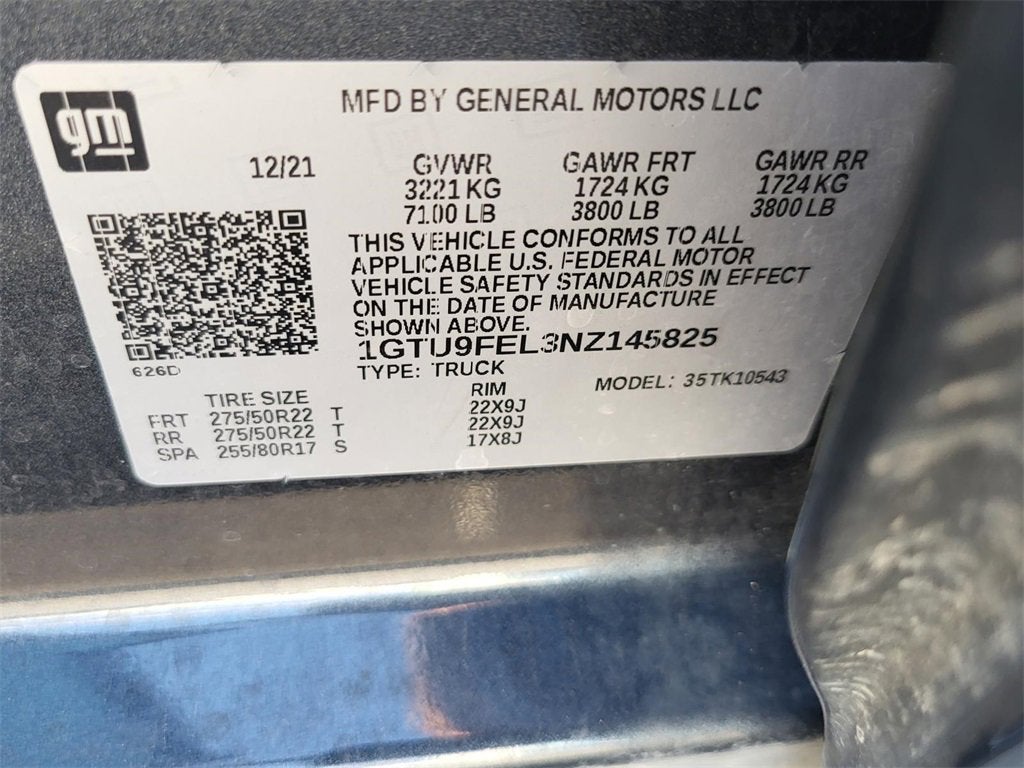 gm
MFD BY GENERAL MOTORS LLC
12/21 GVWR GAWR FRT GAWR RR
3221 KG 1724 KG 1724 KG
7100 LB 3800 LB 3800 LB
THIS VEHICLE CONFORMS TO ALL
APPLICABLE U.S. FEDERAL MOTOR
VEHICLE SAFETY STANDARDS IN EFFECT
ON THE DATE OF MANUFACTURE
SHOWN ABOVE.
1GTU9FEL3NZ145825
626D
TYPE: TRUCK MODEL: 35TK10543
TIRE SIZE RIM
FRT 275/50R22 T 22X9J
RR 275/50R22 T 22X9J
SPA 255/80R17 S 17X8J